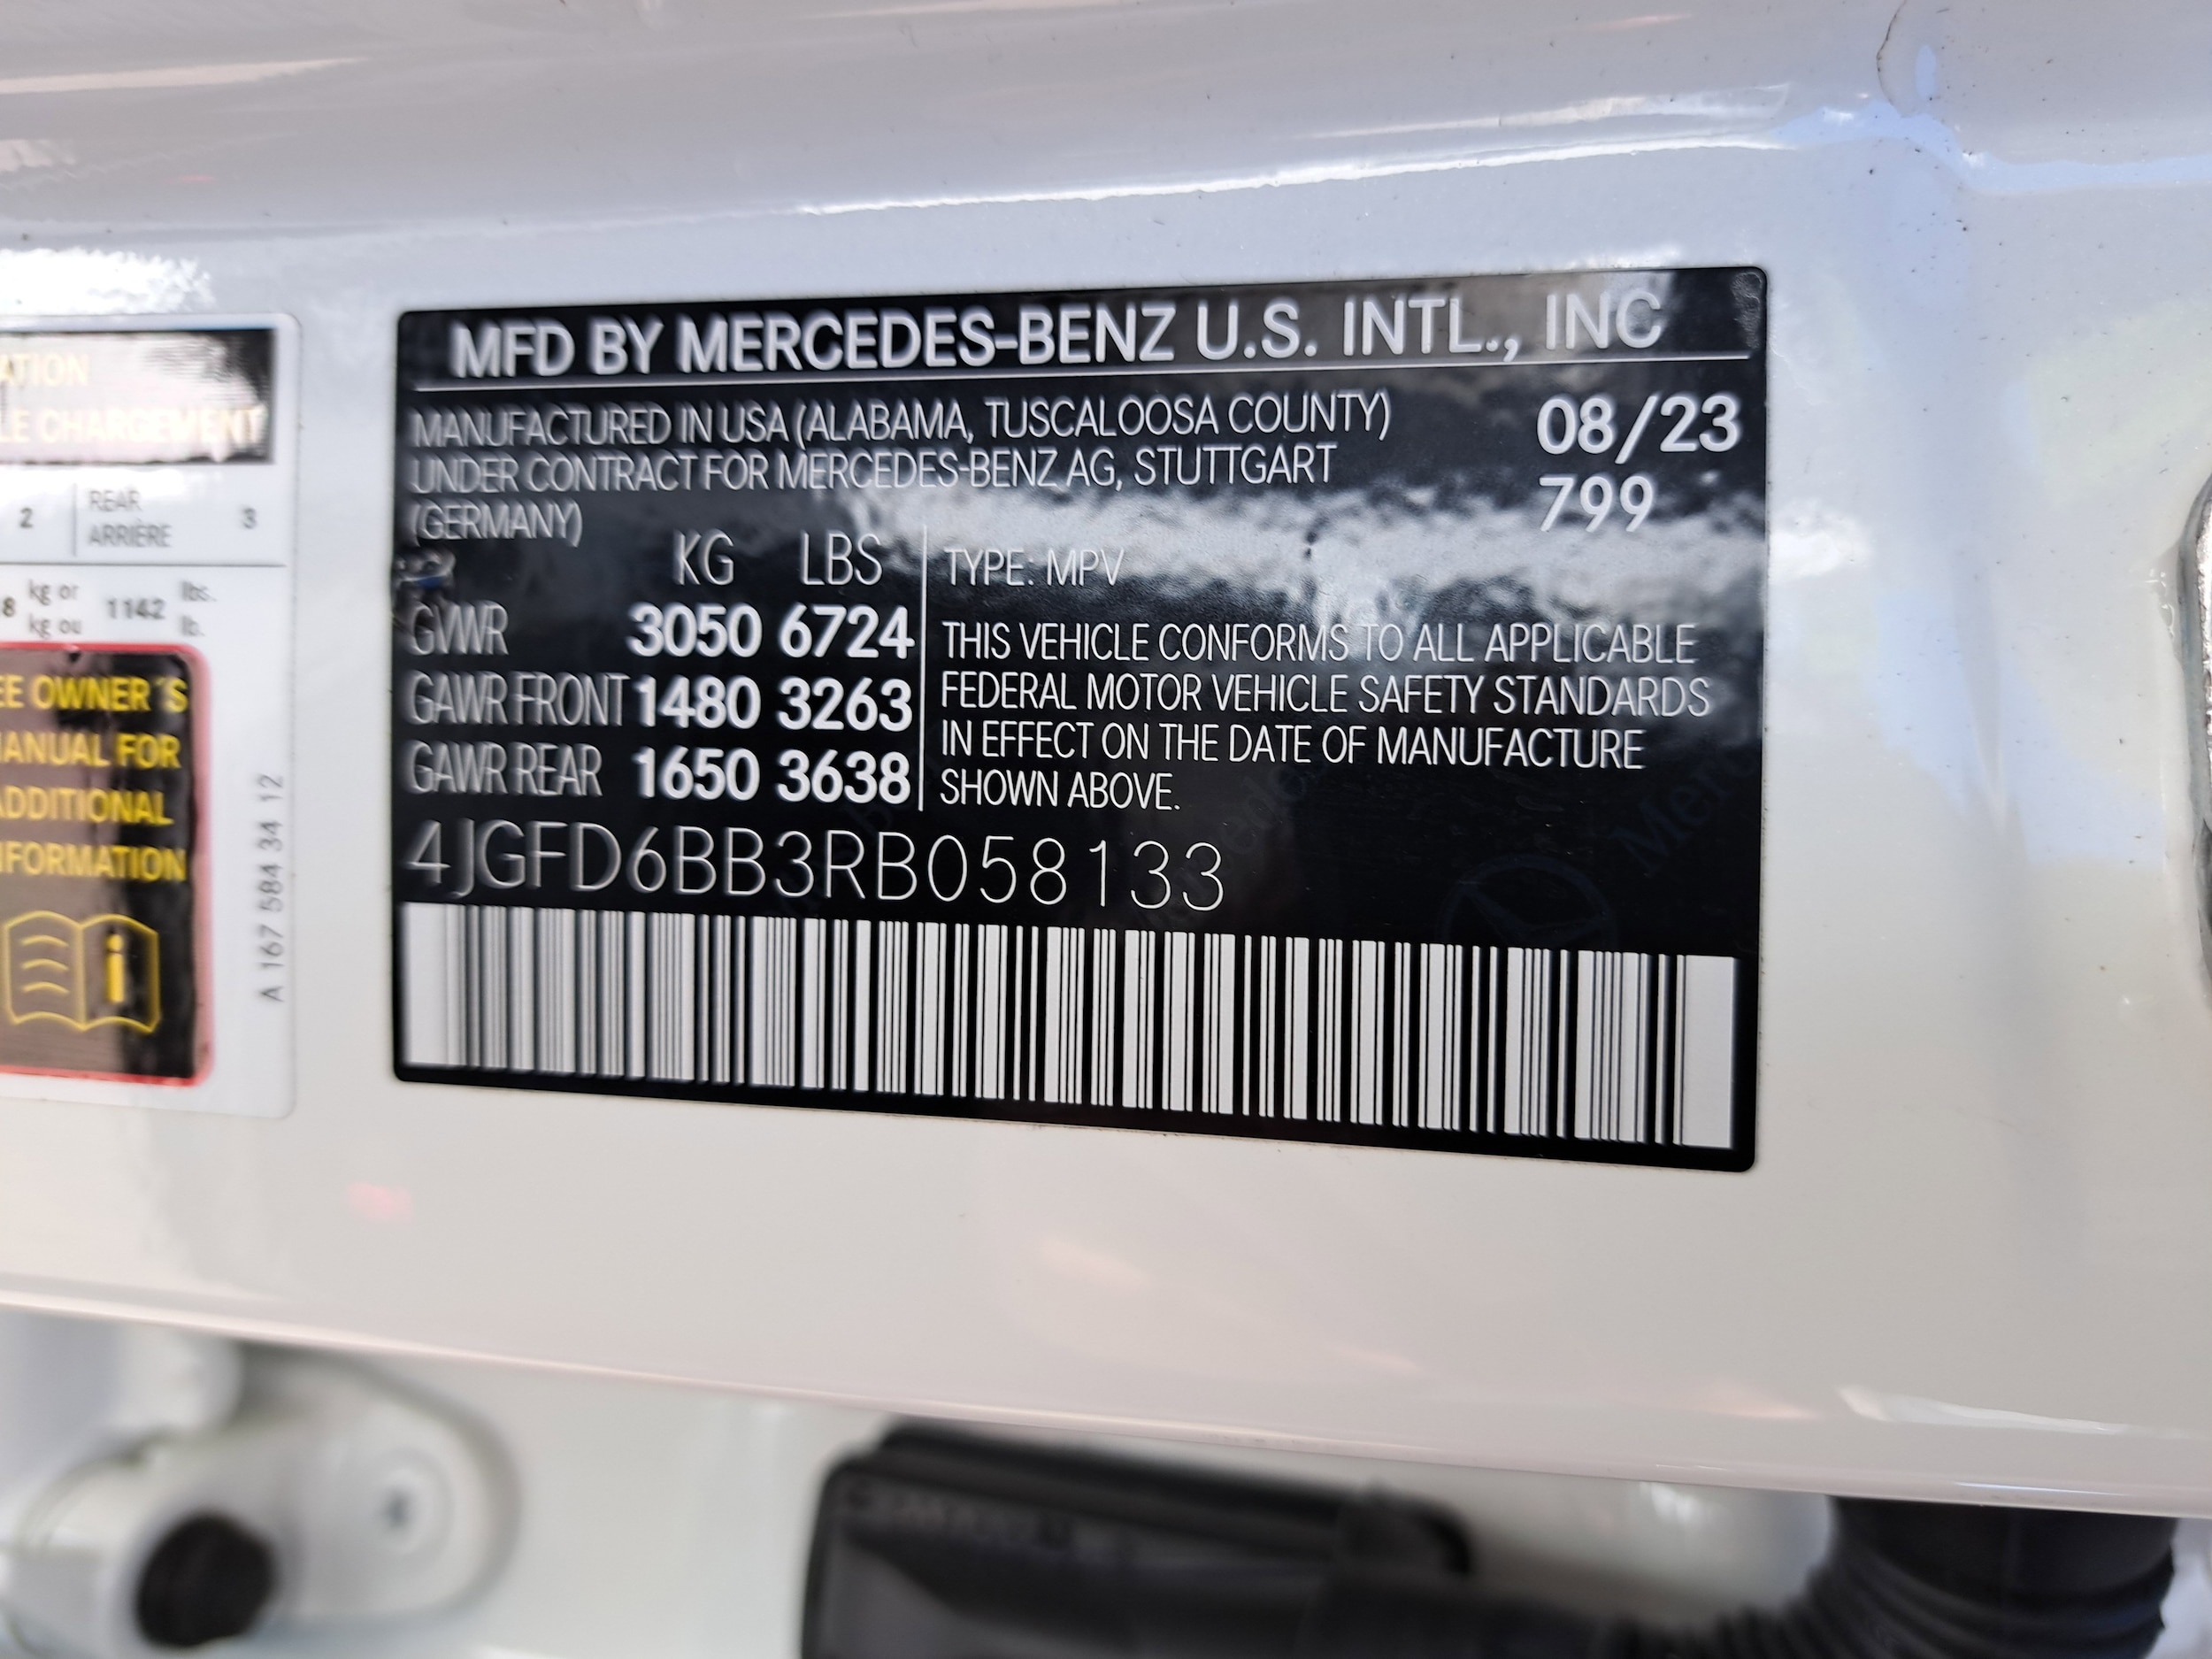 ATION
LE CHARGEMENT
2 REAR ARRIÈRE 3
8 kg or kg ou 1142 lbs. lb.
EE OWNER´S
MANUAL FOR
ADDITIONAL
NFORMATION
A 167 584 34 12
MFD BY MERCEDES-BENZ U.S. INTL., INC
MANUFACTURED IN USA (ALABAMA, TUSCALOOSA COUNTY)
UNDER CONTRACT FOR MERCEDES-BENZ AG, STUTTGART
(GERMANY)
08/23
799
KG LBS
GVWR 3050 6724
GAWR FRONT 1480 3263
GAWR REAR 1650 3638
TYPE: MPV
THIS VEHICLE CONFORMS TO ALL APPLICABLE
FEDERAL MOTOR VEHICLE SAFETY STANDARDS
IN EFFECT ON THE DATE OF MANUFACTURE
SHOWN ABOVE.
4JGFD6BB3RB058133